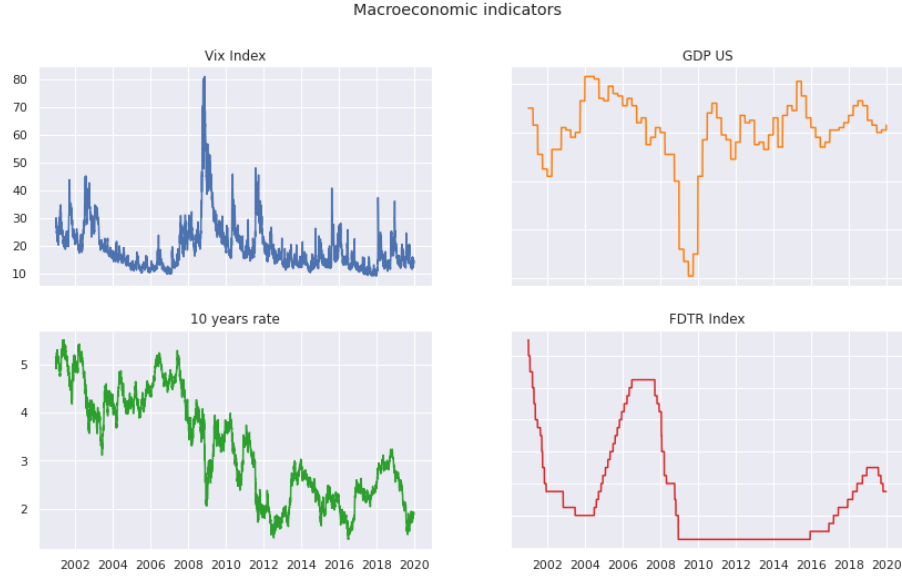 Macroeconomic indicators
Vix Index
80
70
60
50
40
30
20
10
GDP US
10 years rate
5
4
3
2
2002 2004 2006 2008 2010 2012 2014 2016 2018 2020
FDTR Index
2002 2004 2006 2008 2010 2012 2014 2016 2018 2020